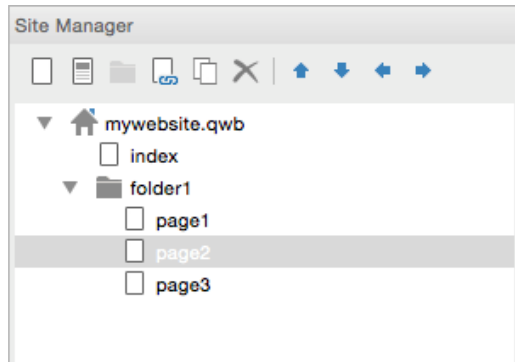 Site Manager
mywebsite.qwb
index
folder1
page1
page2
page3